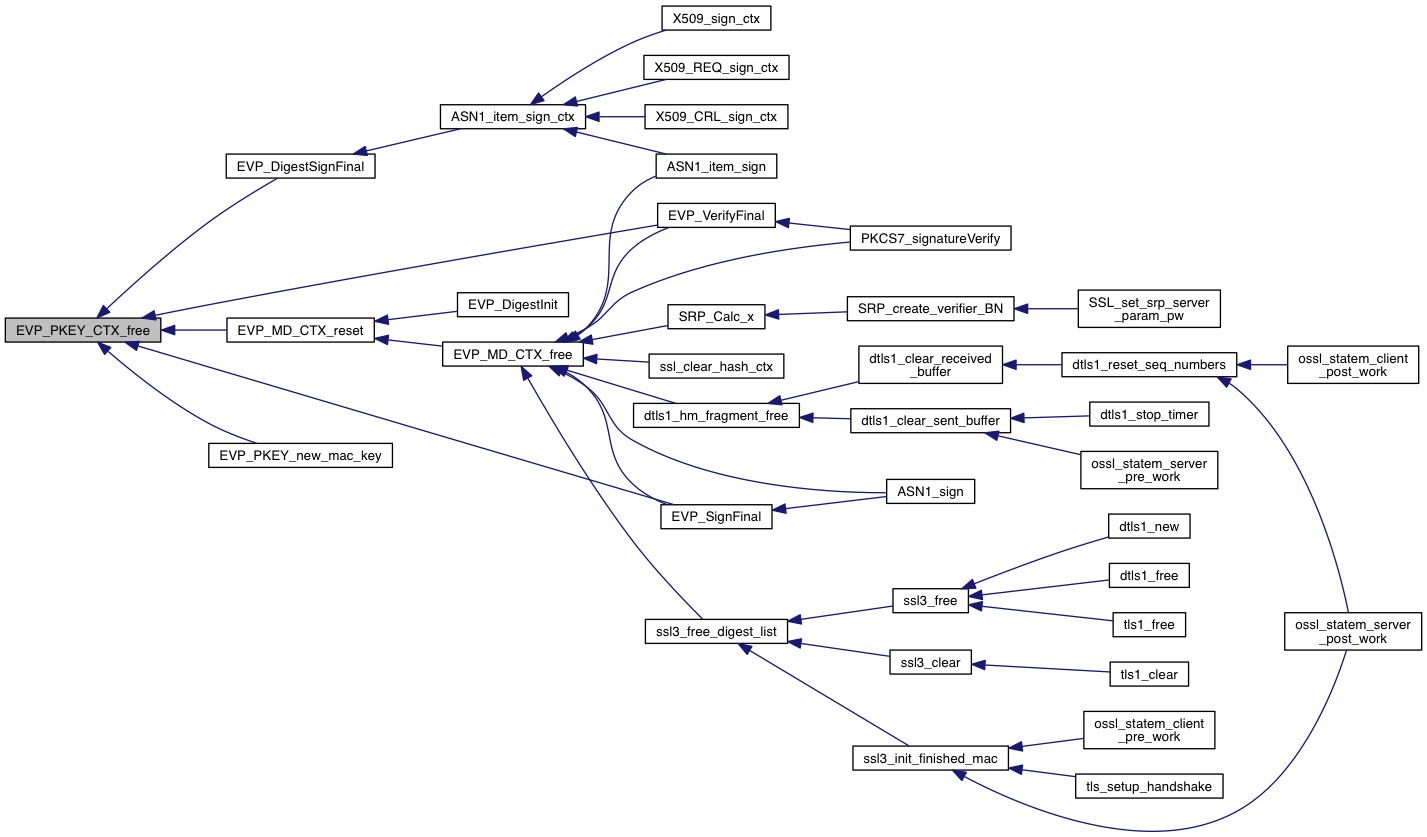 X509_sign_ctx
X509_REQ_sign_ctx
ASN1_item_sign_ctx
X509_CRL_sign_ctx
EVP_DigestSignFinal
ASN1_item_sign
EVP_VerifyFinal
PKCS7_signatureVerify
EVP_DigestInit
SRP_Calc_x
SRP_create_verifier_BN
SSL_set_srp_server
_param_pw
EVP_PKEY_CTX_free
EVP_MD_CTX_reset
EVP_MD_CTX_free
ssl_clear_hash_ctx
dtls1_clear_received
_buffer
dtls1_reset_seq_numbers
ossl_statem_client
_post_work
dtls1_hm_fragment_free
dtls1_clear_sent_buffer
dtls1_stop_timer
EVP_PKEY_new_mac_key
ossl_statem_server
_pre_work
ASN1_sign
EVP_SignFinal
dtls1_new
dtls1_free
ssl3_free
tls1_free
ssl3_free_digest_list
ossl_statem_server
_post_work
ssl3_clear
tls1_clear
ossl_statem_client
_pre_work
ssl3_init_finished_mac
tls_setup_handshake